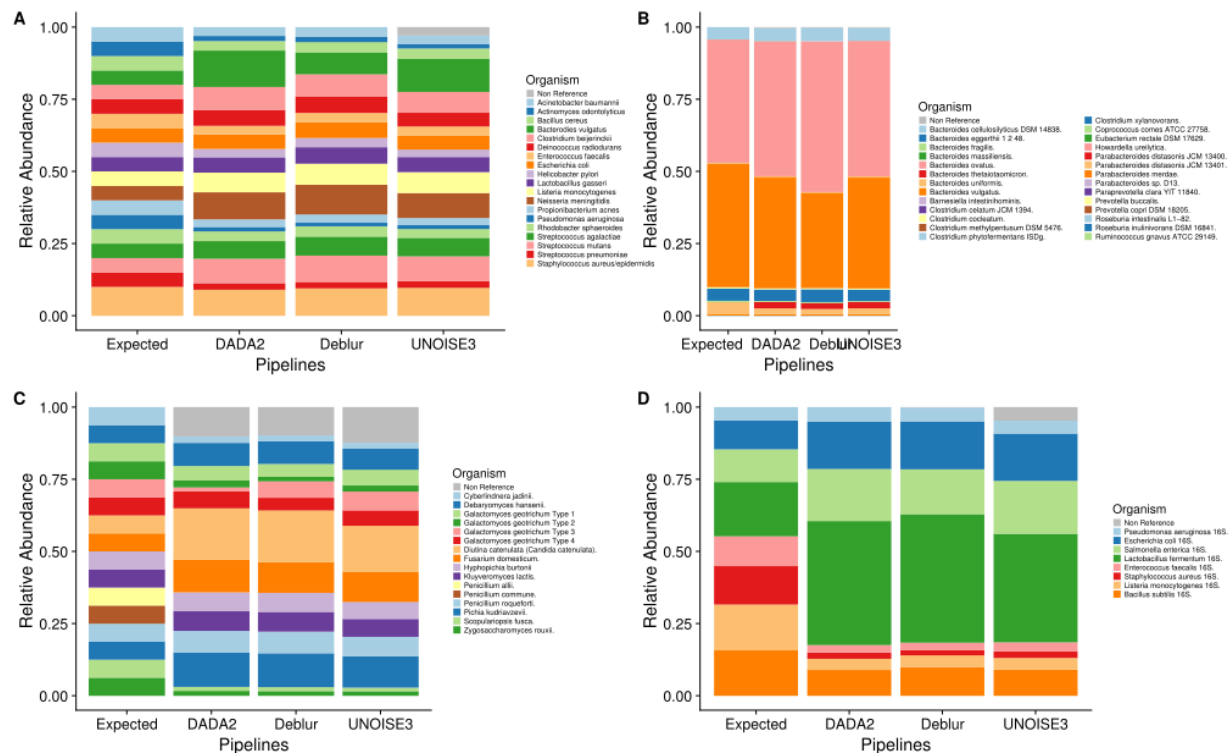 A
1.00
0.75
0.50
0.25
0.00
Relative Abundance
Expected
DADA2
Deblur
UNOISE3
Pipelines
Organism
Non Reference
Acinetobacter baumannii
Actinomyces odontolyticus
Bacillus cereus
Bacterodies vulgatus
Clostridium beijerinckii
Deinococcus radiodurans
Enterococcus faecalis
Escherichia coli
Helicobacter pylori
Lactobacillus gasseri
Listeria monocytogenes
Neisseria meningitidis
Propionibacterium acnes
Pseudomonas aeruginosa
Rhodobacter sphaeroides
Streptococcus agalactiae
Streptococcus mutans
Streptococcus pneumoniae
Staphylococcus aureus/epidermidis
B
1.00
0.75
0.50
0.25
0.00
Relative Abundance
Expected
DADA2
Deblur
UNOISE3
Pipelines
Organism
Non Reference
Bacteroides cellulosilyticus DSM 14838.
Bacteroides eggerthii 1 2 48.
Bacteroides fragilis.
Bacteroides massiliensis.
Bacteroides ovatus.
Bacteroides thetaiotaomicron.
Bacteroides uniformis.
Bacteroides vulgatus.
Barnesiella intestinihominis.
Clostridium celatum JCM 1394.
Clostridium cocleatum.
Clostridium methylpentosum DSM 5476.
Clostridium phytofermentans ISDg.
Clostridium xylanovorans.
Coprococcus comes ATCC 27758.
Eubacterium rectale DSM 17629.
Howardella ureilytica.
Parabacteroides distasonis JCM 13400.
Parabacteroides distasonis JCM 13401.
Parabacteroides merdae.
Parabacteroides sp. D13.
Paraprevotella clara YIT 11840.
Prevotella buccalis.
Prevotella copri DSM 18205.
Roseburia intestinalis L1−82.
Roseburia inulinivorans DSM 16841.
Ruminococcus gnavus ATCC 29149.
C
1.00
0.75
0.50
0.25
0.00
Relative Abundance
Expected
DADA2
Deblur
UNOISE3
Pipelines
Organism
Non Reference
Cyberlindnera jadinii.
Debaryomyces hansenii.
Galactomyces geotrichum Type 1
Galactomyces geotrichum Type 2
Galactomyces geotrichum Type 3
Galactomyces geotrichum Type 4
Diutina catenulata (Candida catenulata).
Fusarium domesticum.
Hyphopichia burtonii
Kluyveromyces lactis.
Penicillium allii.
Penicillium commune.
Penicillium roqueforti.
Pichia kudriavzevii.
Scopulariopsis fusca.
Zygosaccharomyces rouxii.
D
1.00
0.75
0.50
0.25
0.00
Relative Abundance
Expected
DADA2
Deblur
UNOISE3
Pipelines
Organism
Non Reference
Pseudomonas aeruginosa 16S.
Escherichia coli 16S.
Salmonella enterica 16S.
Lactobacillus fermentum 16S.
Enterococcus faecalis 16S.
Staphylococcus aureus 16S.
Listeria monocytogenes 16S.
Bacillus subtilis 16S.